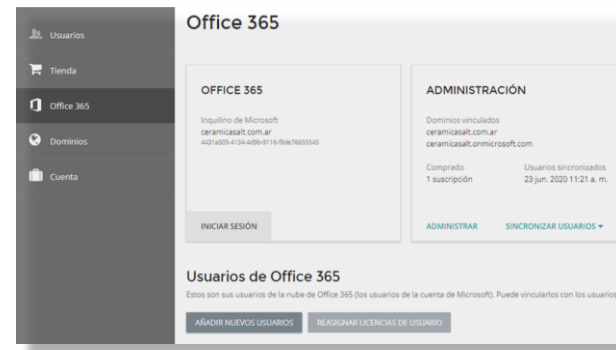 Office 365
Usuarios
Tienda
Office 365
Dominios
Cuenta
OFFICE 365
Inquilino de Microsoft
ceramicasalt.com.ar
ADMINISTRACIÓN
Dominios vinculados
ceramicasalt.com.ar
ceramicasalt.onmicrosoft.com
Comprado
1 suscripción
Usuarios sincronizados
23 jun. 2020 11:21 a. m.
INICIAR SESIÓN
ADMINISTRAR
SINCRONIZAR USUARIOS
Usuarios de Office 365
Estos son sus usuarios de la nube de Office 365 (los usuarios de la cuenta de Microsoft). Puede vincularlos con los usuarios
AÑADIR NUEVOS USUARIOS
REASIGNAR LICENCIAS DE USUARIO